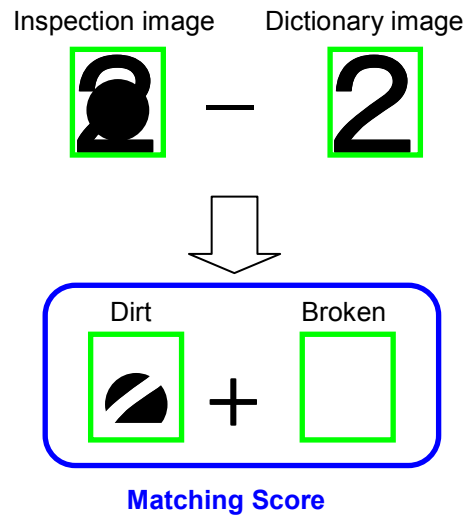 Inspection image Dictionary image
2 − 2
Dirt Broken
+
Matching Score